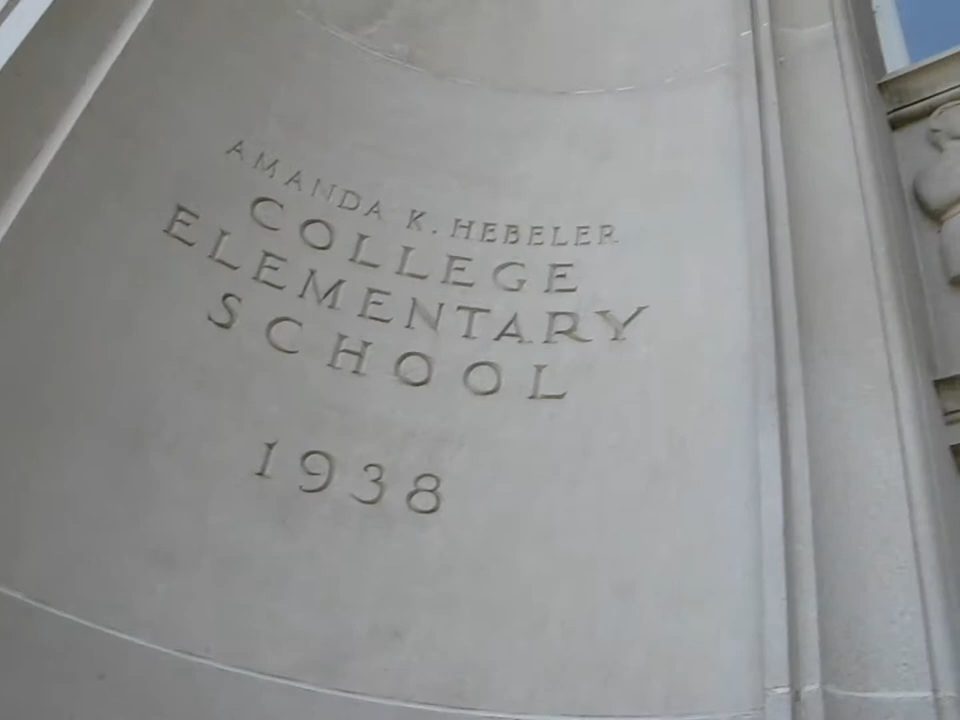 AMANDA K. HEBELER
COLLEGE
ELEMENTARY
SCHOOL
1938